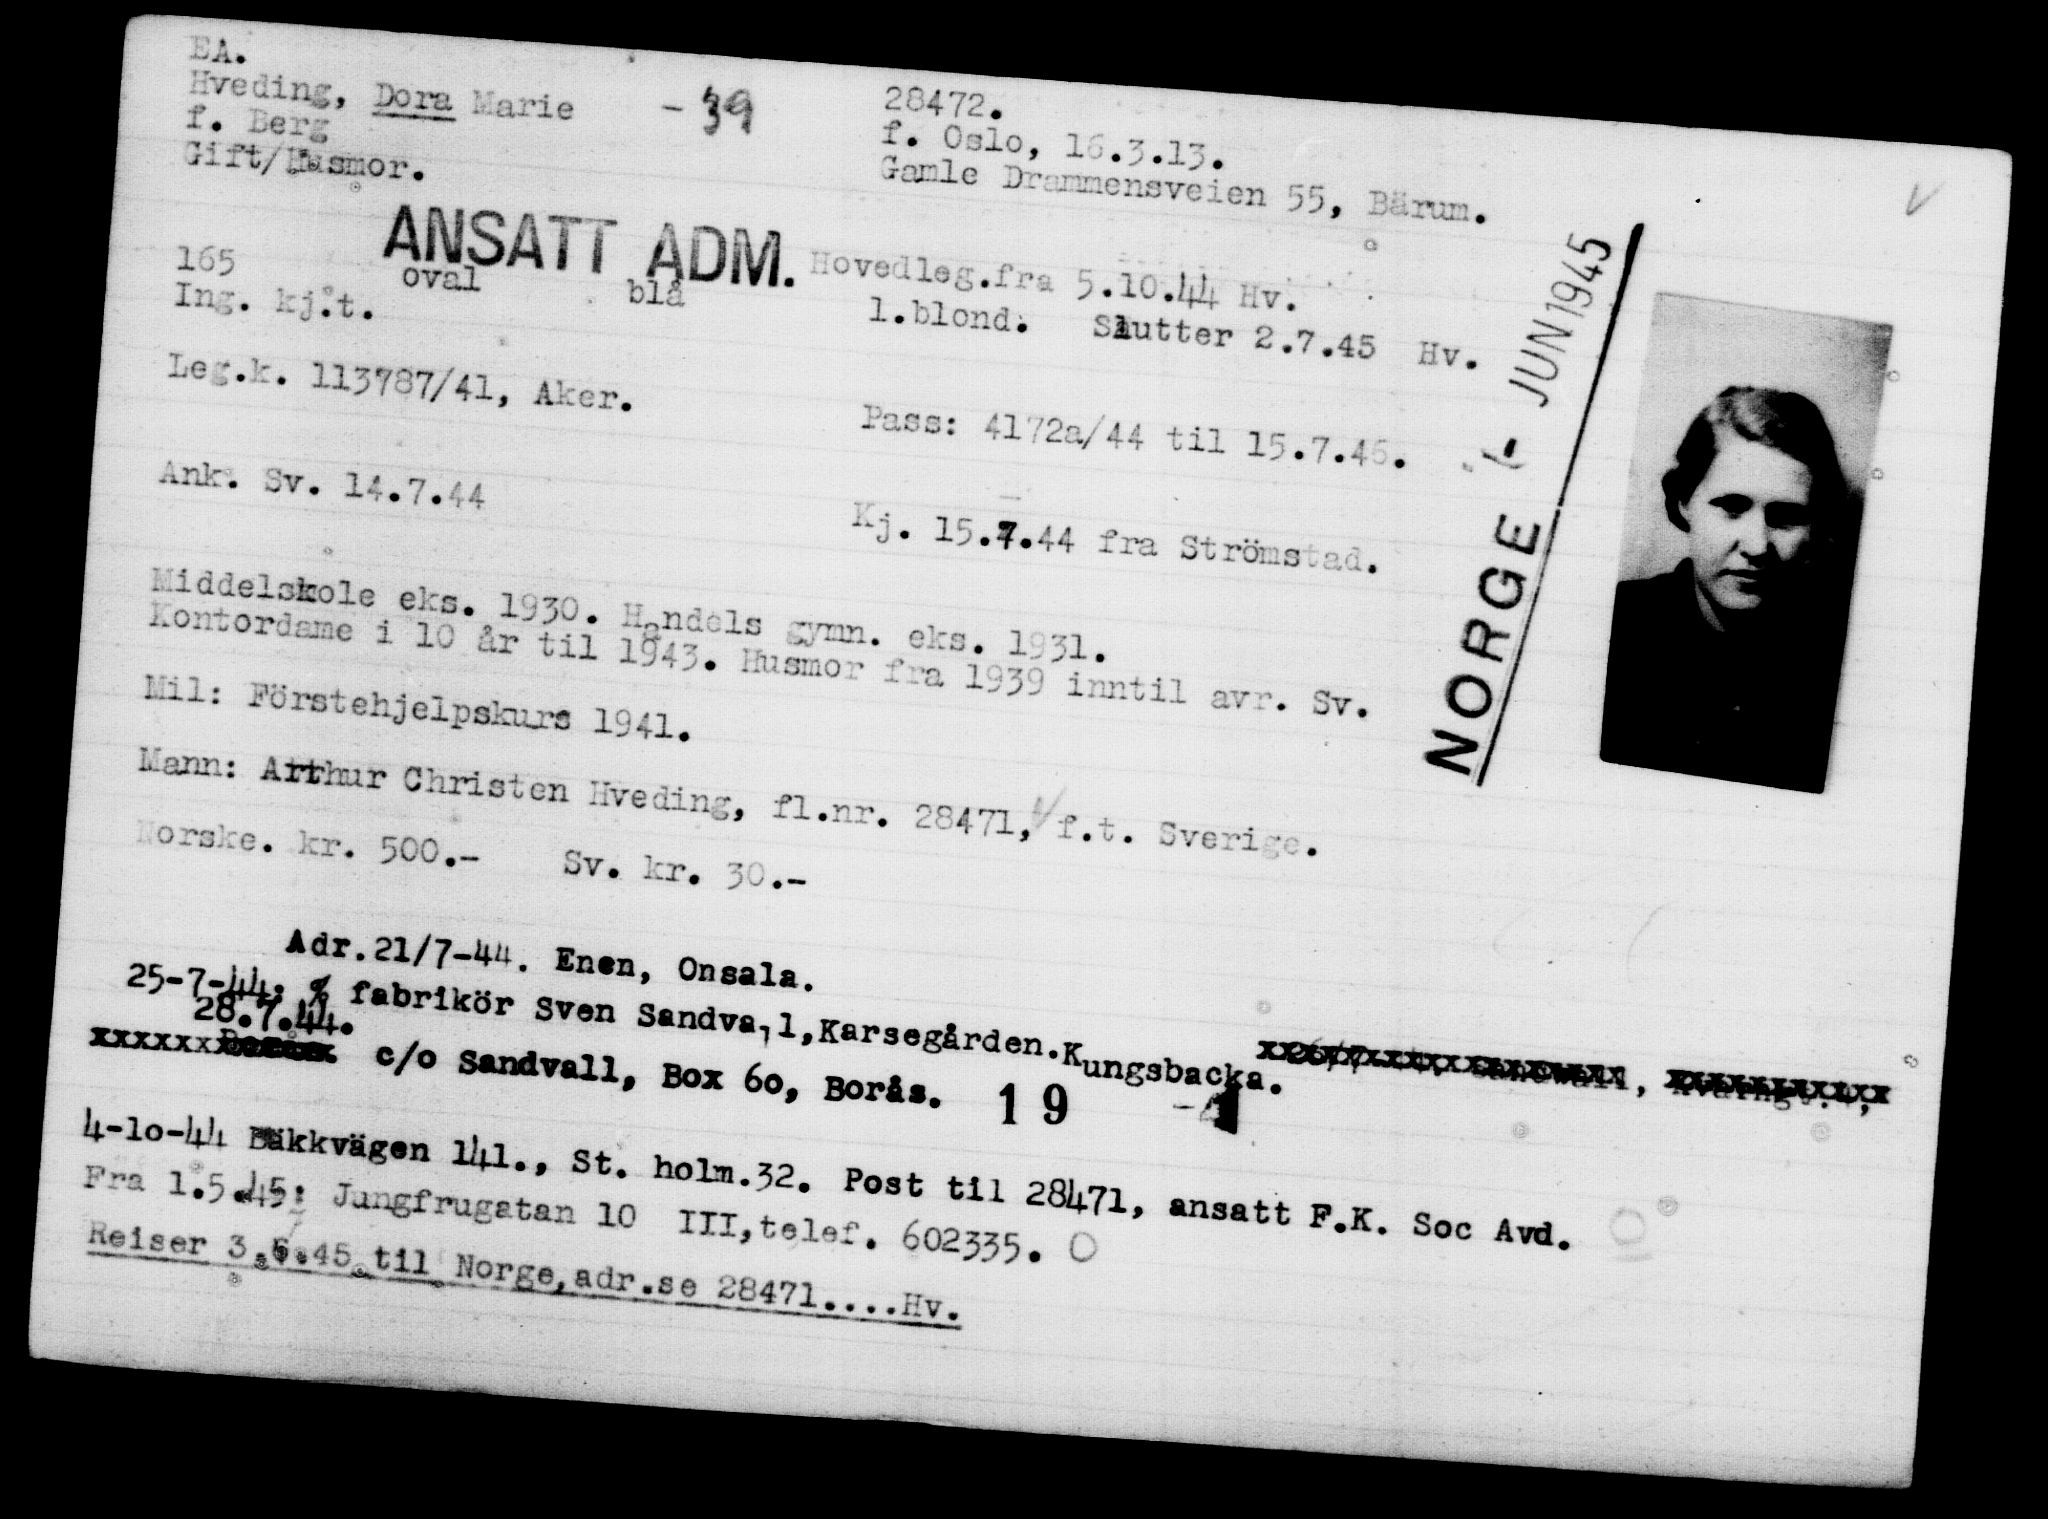 EA.
Hveding, Dora Marie - 39
f. Berg
Gift/Husmor.
28472.
f. Oslo, 16.3.13.
Gamle Drammensveien 55, Bärum.
ANSATT ADM.
Hovedleg.fra 5.10.44 Hv.
165 oval blå l.blond. Slutter 2.7.45 Hv.
Ing. kj.t.
Leg.k. 113787/41, Aker.
Pass: 4172a/44 til 15.7.46.
NORGE JUN 1945
Ank. Sv. 14.7.44
Kj. 15.7.44 fra Strömstad.
Middelskole eks. 1930. Handels gymn. eks. 1931.
Kontordame i 10 år til 1943. Husmor fra 1939 inntil avr. Sv.
Mil: Förstehjelpskurs 1941.
Mann: Arthur Christen Hveding, fl.nr. 28471, f.t. Sverige.
Norske. kr. 500.- Sv. kr. 30.-
Adr.21/7-44. Enen, Onsala.
25-7-44: % fabrikör Sven Sandvall,Karsegården.Kungsbacka.
28.7.44.
c/o Sandvall, Box 60, Borås.
19
4-10-44 Bäkkvägen 141., St. holm.32. Post til 28471, ansatt F.K. Soc Avd.
Fra 1.5.45: Jungfrugatan 10 III,telef. 602335.
Reiser 3.6.45 til Norge,adr.se 28471....Hv.